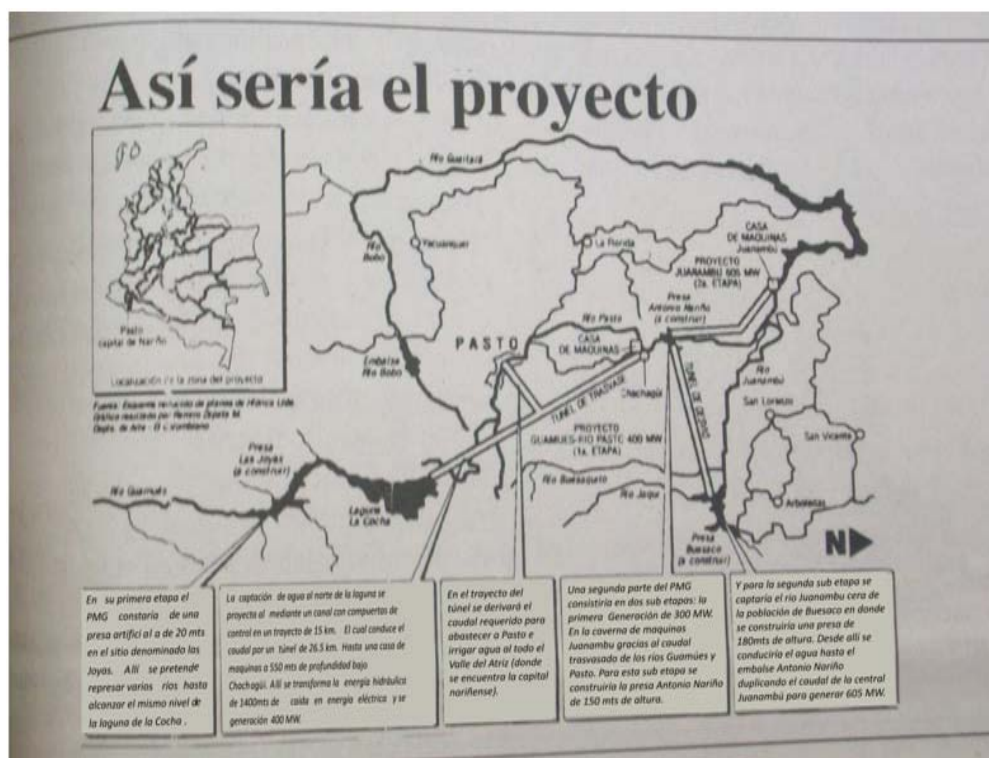 Así sería el proyecto
Pasto
capital de Nariño
Localización de la zona del proyecto
Río Guáitara
Río
Bobo
Yacuanquer
La Florida
CASA
DE MAQUINAS
Juanambú
PROYECTO
JUANAMBU 605 MW
(2a. ETAPA)
Presa
Antonio Nariño
(a construir)
Río Pasto
PASTO
CASA
DE MAQUINAS
Embalse
Río Bobo
Chachagüí
TUNEL DE TRASVASE
TUNEL DE DESVIO
Río
Juanambú
San Lorenzo
San Vicente
PROYECTO
GUAMUES-RIO PASTO 400 MW
(1a. ETAPA)
Presa
Las Joyas
(a construir)
Río Guamués
Laguna
La Cocha
Río Buesaquito
Río Juqui
Arboledas
Presa
Buesaco
(a construir)
N
En su primera etapa el
PMG constaría de una
presa artifici al a de 20 mts
en el sitio denominado las
Joyas. Allí se pretende
represar varios ríos hasta
alcanzar el mismo nivel de
la laguna de la Cocha .
La captación de agua al norte de la laguna se
proyecta al mediante un canal con compuertas de
control en un trayecto de 15 km. El cual conduce el
caudal por un túnel de 26.5 km. Hasta una casa de
maquinas a 550 mts de profundidad bajo
Chachagüí. Allí se transforma la energía hidráulica
de 1400mts de caída en energía eléctrica y se
generación 400 MW.
En el trayecto del
túnel se derivará el
caudal requerido para
abastecer a Pasto e
irrigar agua al todo el
Valle del Atriz (donde
se encuentra la capital
nariñense).
Una segunda parte del PMG
consistiría en dos sub etapas: la
primera Generación de 300 MW.
En la caverna de maquinas
Juanambú gracias al caudal
trasvasado de los ríos Guamúes y
Pasto. Para esta sub etapa se
construiría la presa Antonio Nariño
de 150 mts de altura.
Y para la segunda sub etapa se
captaría el río Juanambú cera de
la población de Buesaco en donde
se construiría una presa de
180mts de altura. Desde allí se
conduciría el agua hasta el
embalse Antonio Nariño
duplicando el caudal de la central
Juanambú para generar 605 MW.